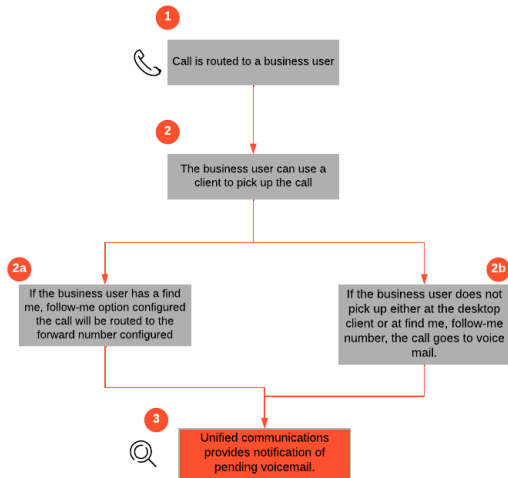 1
Call is routed to a business user
2
The business user can use a
client to pick up the call
2a
If the business user has a find
me, follow-me option configured
the call will be routed to the
forward number configured
2b
If the business user does not
pick up either at the desktop
client or at find me, follow-me
number, the call goes to voice
mail.
3
Unified communications
provides notification of
pending voicemail.